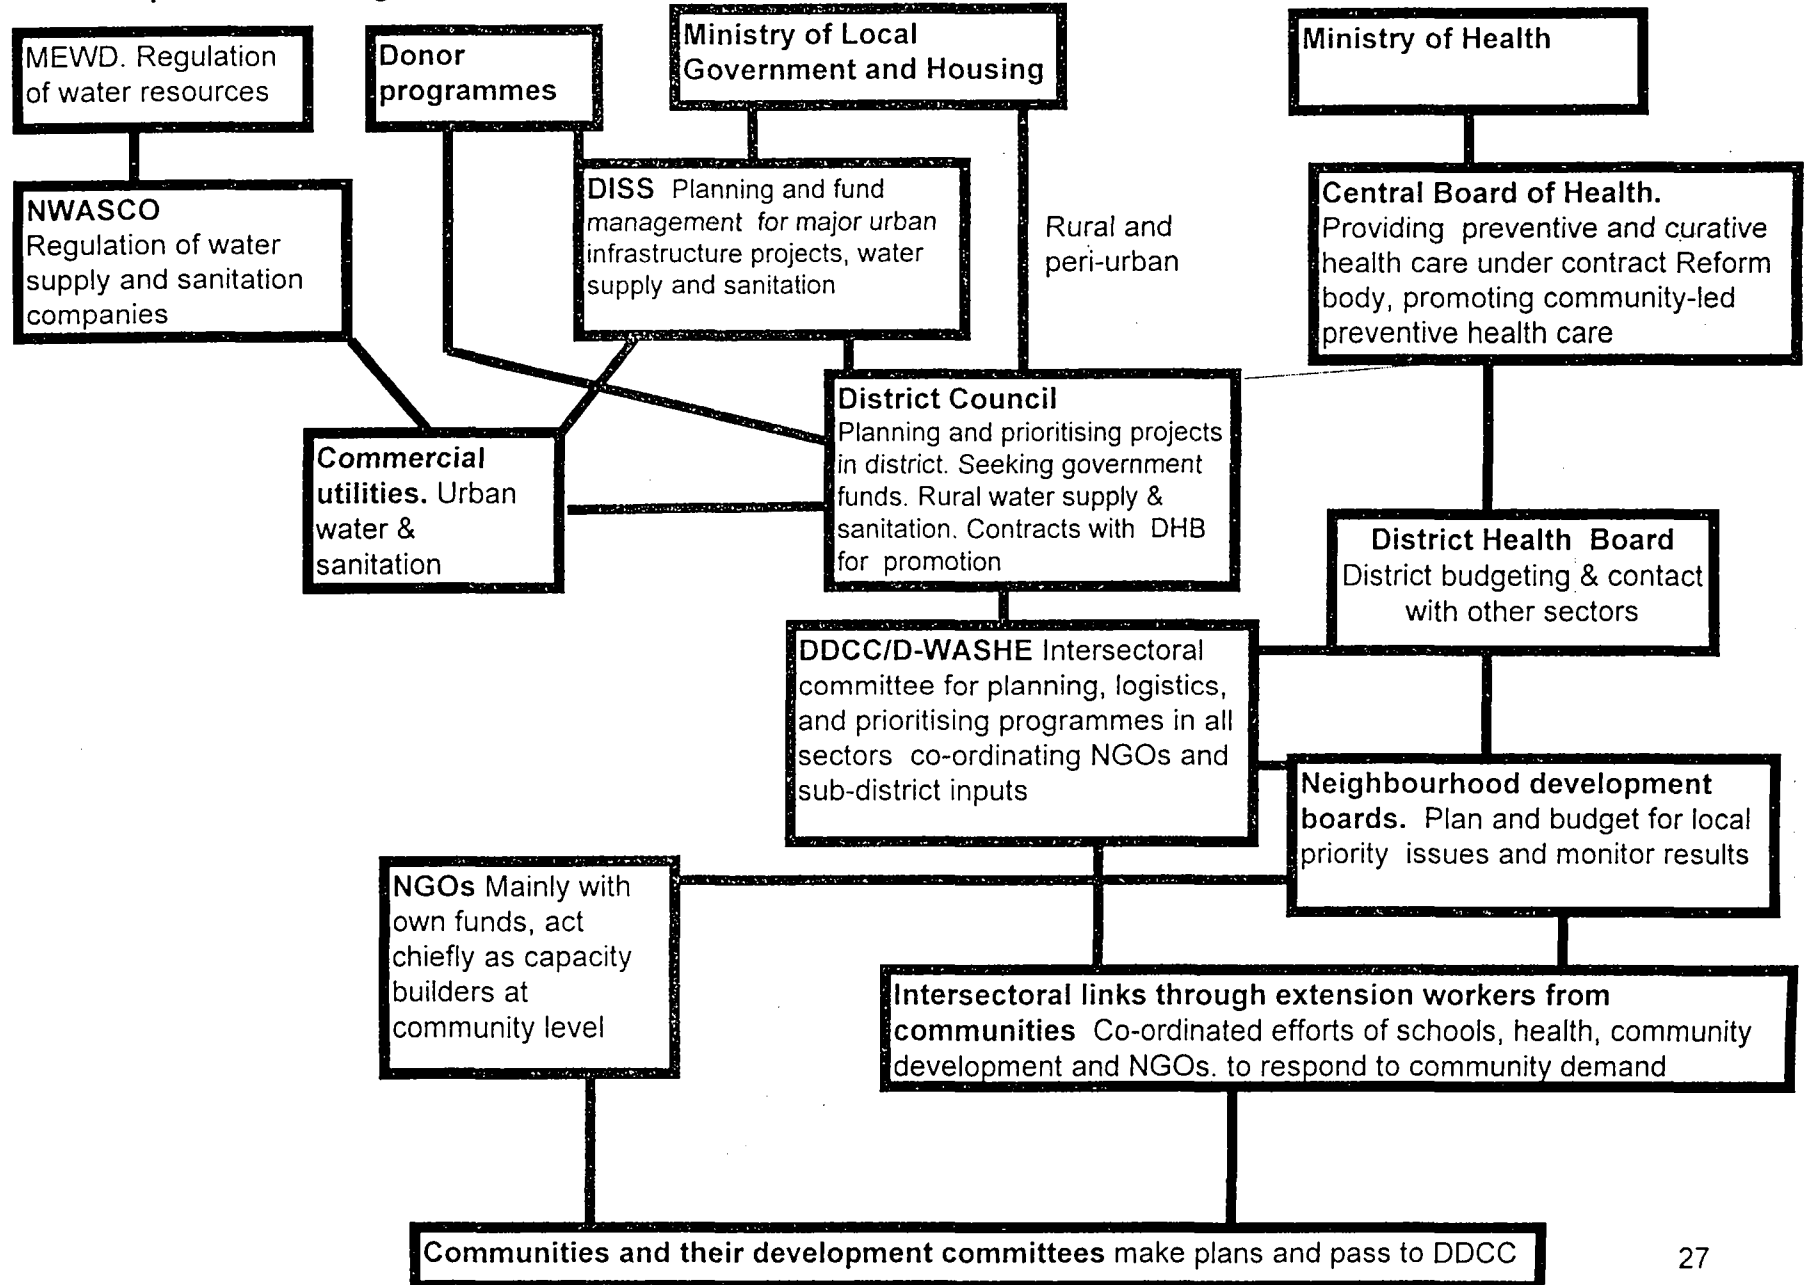 MEWD. Regulation
of water resources
Donor
programmes
Ministry of Local
Government and Housing
Ministry of Health
NWASCO
Regulation of water
supply and sanitation
companies
DISS Planning and fund
management for major urban
infrastructure projects, water
supply and sanitation
Rural and
peri-urban
Central Board of Health.
Providing preventive and curative
health care under contract Reform
body, promoting community-led
preventive health care
Commercial
utilities. Urban
water &
sanitation
District Council
Planning and prioritising projects
in district. Seeking government
funds. Rural water supply &
sanitation. Contracts with DHB
for promotion
District Health Board
District budgeting & contact
with other sectors
DDCC/D-WASHE Intersectoral
committee for planning, logistics,
and prioritising programmes in all
sectors co-ordinating NGOs and
sub-district inputs
Neighbourhood development
boards. Plan and budget for local
priority issues and monitor results
NGOs Mainly with
own funds, act
chiefly as capacity
builders at
community level
Intersectoral links through extension workers from
communities Co-ordinated efforts of schools, health, community
development and NGOs. to respond to community demand
Communities and their development committees make plans and pass to DDCC
27